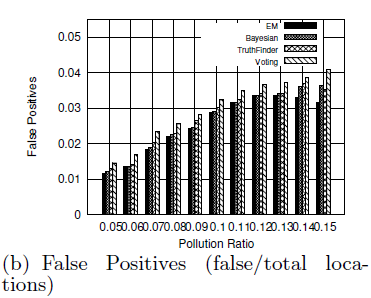 0.05
EM
Bayesian
TruthFinder
Voting
0.04
0.03
0.02
0.01
0
False Positives
0.05 0.06 0.07 0.08 0.09 0.1 0.11 0.12 0.13 0.14 0.15
Pollution Ratio
(b) False Positives (false/total loca-
tions)